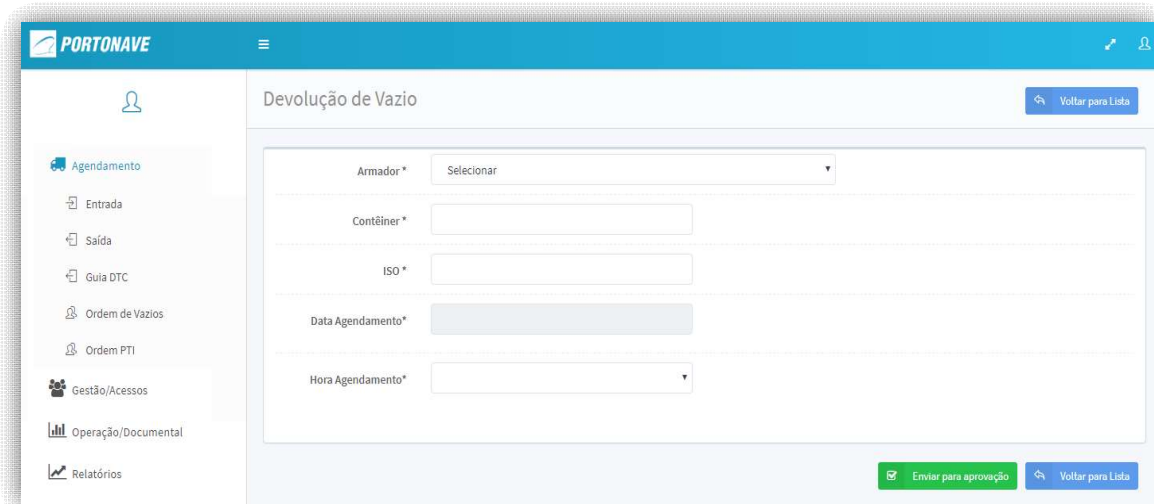 PORTONAVE
Devolução de Vazio
Voltar para Lista
Agendamento
Entrada
Saída
Guia DTC
Ordem de Vazios
Ordem PTI
Gestão/Acessos
Operação/Documental
Relatórios
Armador *
Selecionar
Contêiner *
ISO *
Data Agendamento*
Hora Agendamento*
Enviar para aprovação
Voltar para Lista